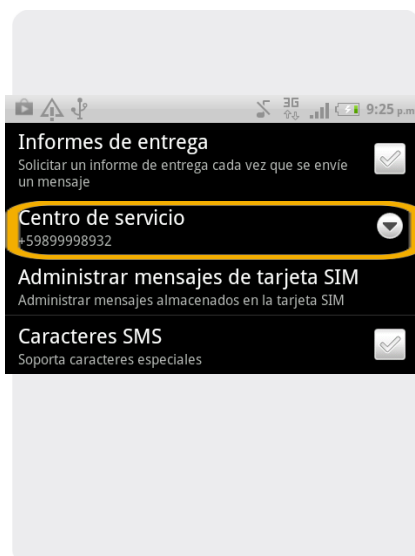 3G 9:25 p.m
Informes de entrega
Solicitar un informe de entrega cada vez que se envíe
un mensaje
Centro de servicio
+59899998932
Administrar mensajes de tarjeta SIM
Administrar mensajes almacenados en la tarjeta SIM
Caracteres SMS
Soporta caracteres especiales